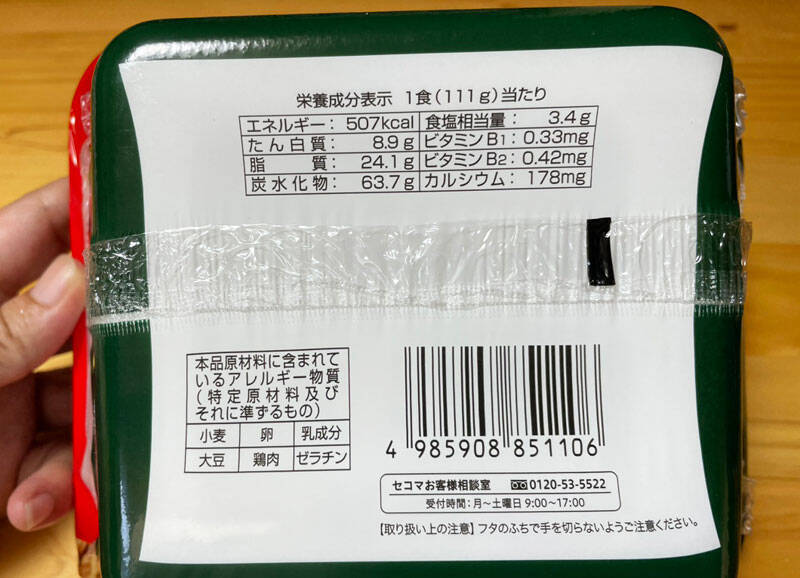 栄養成分表示 1食(111g)当たり
エネルギー: 507kcal 食塩相当量: 3.4g
たん白質: 8.9g ビタミンB1: 0.33mg
脂質: 24.1g ビタミンB2: 0.42mg
炭水化物: 63.7g カルシウム: 178mg
本品原材料に含まれて
いるアレルギー物質
(特定原材料及び
それに準ずるもの)
小麦 卵 乳成分
大豆 鶏肉 ゼラチン
4 985908 851106
セコマお客様相談室 0120-53-5522
受付時間:月~土曜日 9:00~17:00
【取り扱い上の注意】フタのふちで手を切らないようご注意ください。